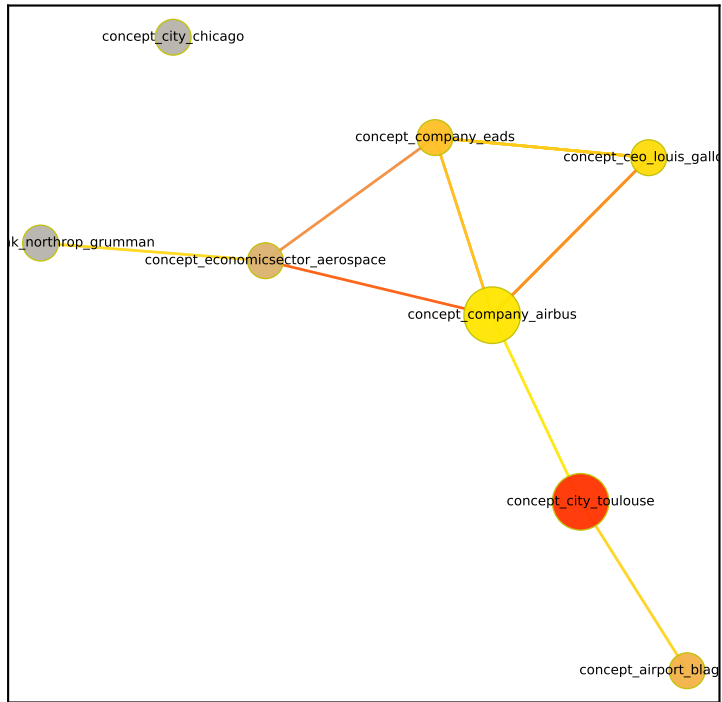 concept_city_chicago
concept_company_eads
concept_ceo_louis_gallo
k_northrop_grumman
concept_economicsector_aerospace
concept_company_airbus
concept_city_toulouse
concept_airport_blag